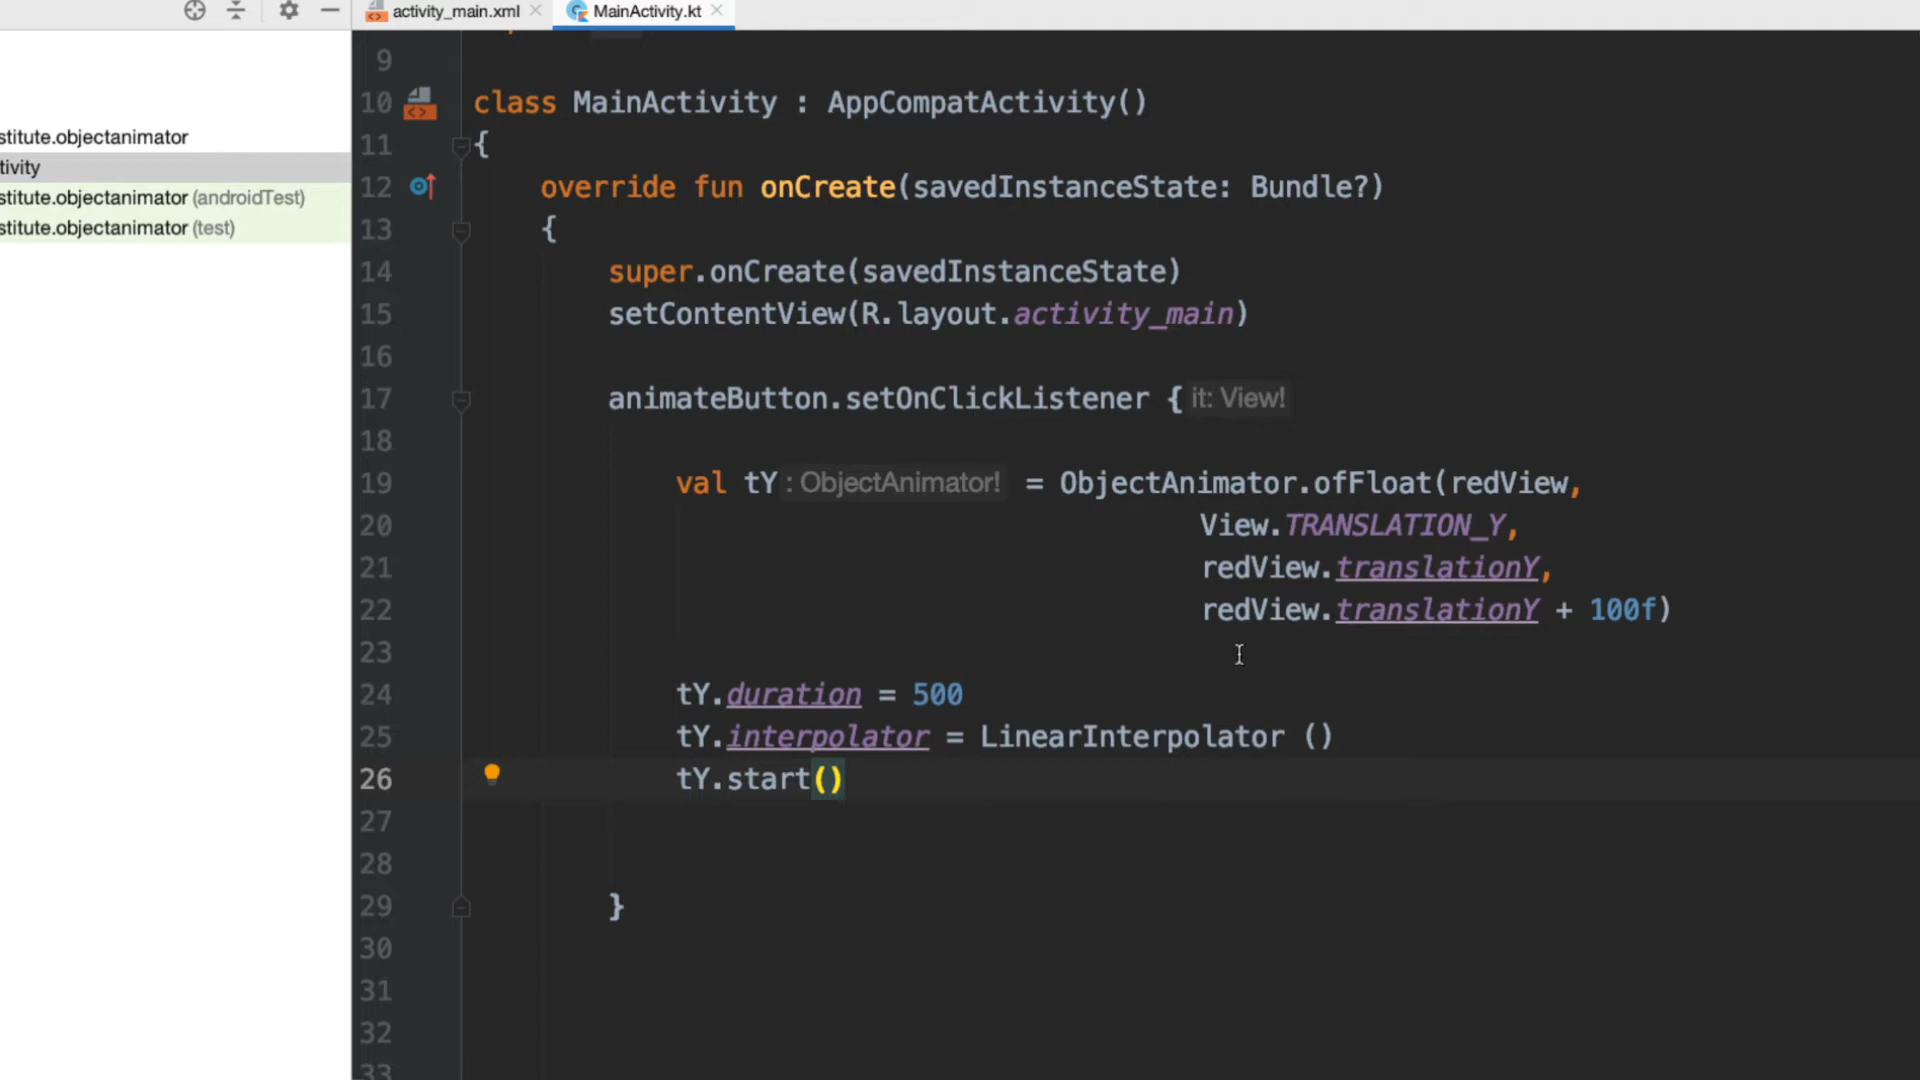 activity_main.xml
MainActivity.kt
stitute.objectanimator
tivity
stitute.objectanimator (androidTest)
stitute.objectanimator (test)
9
10 class MainActivity : AppCompatActivity()
11 {
12 override fun onCreate(savedInstanceState: Bundle?)
13 {
14 super.onCreate(savedInstanceState)
15 setContentView(R.layout.activity_main)
16
17 animateButton.setOnClickListener { it: View!
18
19 val tY : ObjectAnimator! = ObjectAnimator.ofFloat(redView,
20 View.TRANSLATION_Y,
21 redView.translationY,
22 redView.translationY + 100f)
23
24 tY.duration = 500
25 tY.interpolator = LinearInterpolator ()
26 tY.start()
27
28
29 }
30
31
32
33